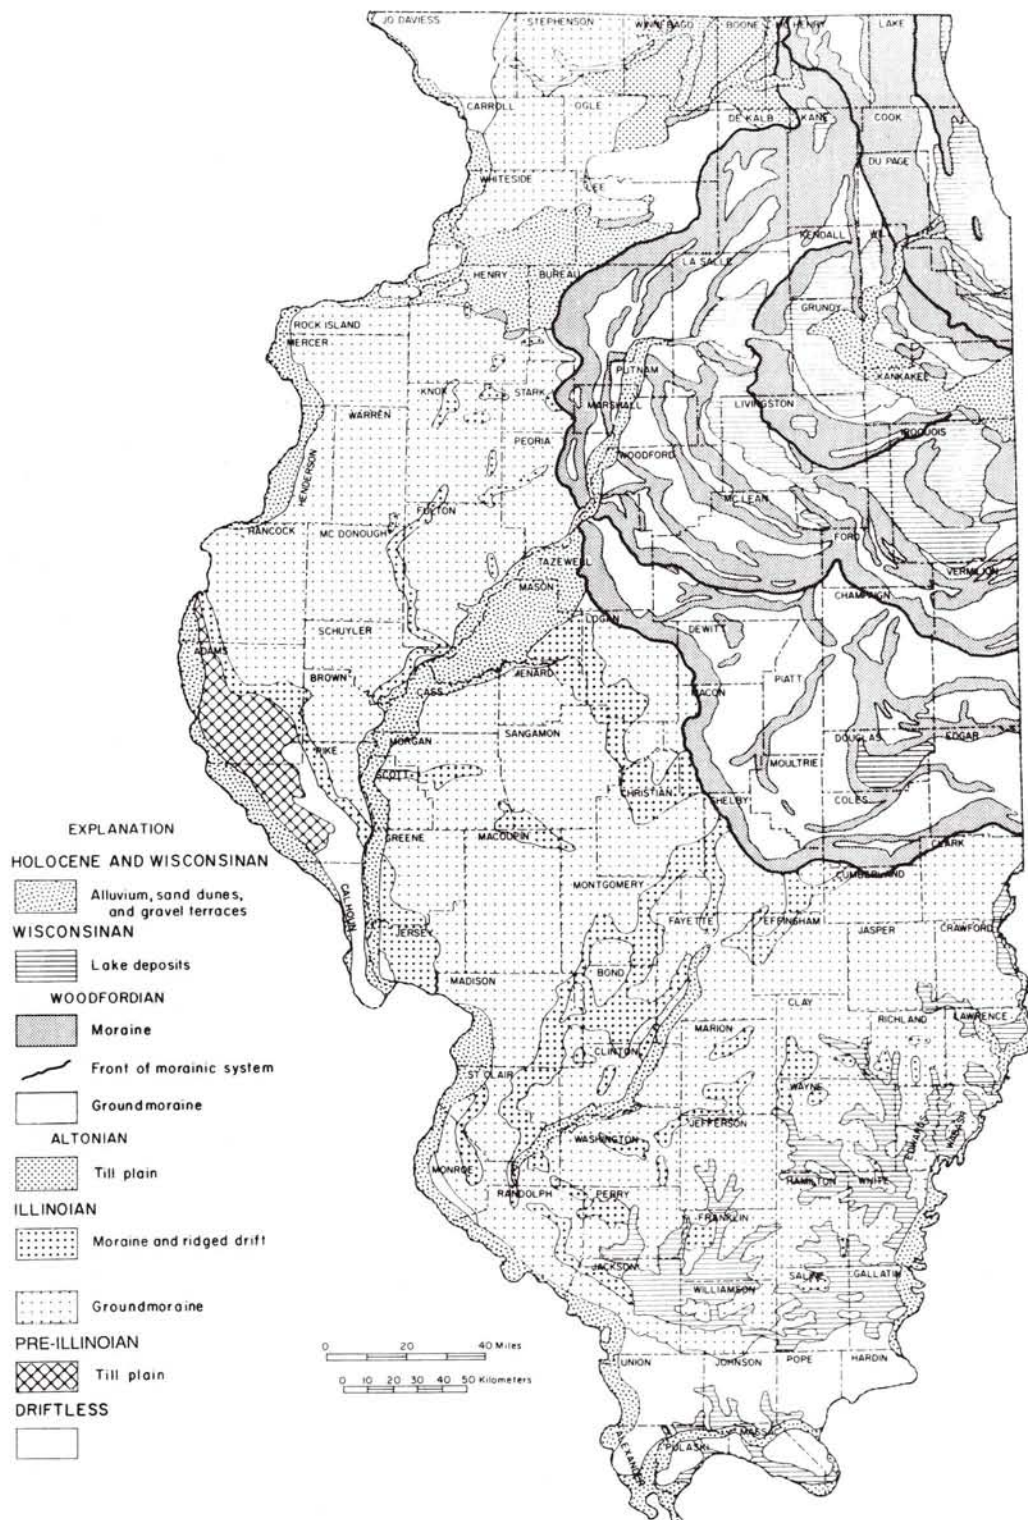 JO DAVIESS
STEPHENSON
WINNEBAGO
BOONE
MC HENRY
LAKE
CARROLL
OGLE
DE KALB
KANE
COOK
DU PAGE
WHITESIDE
LEE
KENDALL
WILL
LA SALLE
HENRY
BUREAU
GRUNDY
ROCK ISLAND
MERCER
KANKAKEE
PUTNAM
KNOX
STARK
MARSHALL
LIVINGSTON
WARREN
IROQUOIS
PEORIA
WOODFORD
HENDERSON
MC LEAN
FULTON
HANCOCK
MC DONOUGH
FORD
TAZEWELL
VERMILION
MASON
CHAMPAIGN
LOGAN
DEWITT
SCHUYLER
ADAMS
BROWN
MENARD
CASS
MACON
PIATT
SANGAMON
MORGAN
DOUGLAS
EDGAR
PIKE
MOULTRIE
SCOTT
CHRISTIAN
SHELBY
COLES
GREENE
MACOUPIN
CLARK
CUMBERLAND
MONTGOMERY
CALHOUN
FAYETTE
EFFINGHAM
JERSEY
JASPER
CRAWFORD
BOND
MADISON
CLAY
RICHLAND
LAWRENCE
MARION
CLINTON
ST CLAIR
WAYNE
EDWARDS
WABASH
JEFFERSON
WASHINGTON
MONROE
RANDOLPH
PERRY
HAMILTON
WHITE
FRANKLIN
JACKSON
SALINE
GALLATIN
WILLIAMSON
UNION
JOHNSON
POPE
HARDIN
ALEXANDER
PULASKI
MASSAC
EXPLANATION
HOLOCENE AND WISCONSINAN
Alluvium, sand dunes,
and gravel terraces
WISCONSINAN
Lake deposits
WOODFORDIAN
Moraine
Front of morainic system
Groundmoraine
ALTONIAN
Till plain
ILLINOIAN
Moraine and ridged drift
Groundmoraine
PRE-ILLINOIAN
Till plain
DRIFTLESS
0 20 40 Miles
0 10 20 30 40 50 Kilometers